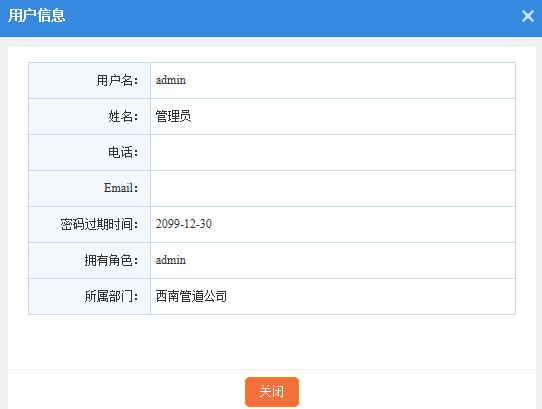 用户信息
用户名： admin
姓名： 管理员
电话：
Email：
密码过期时间： 2099-12-30
拥有角色： admin
所属部门： 西南管道公司
关闭